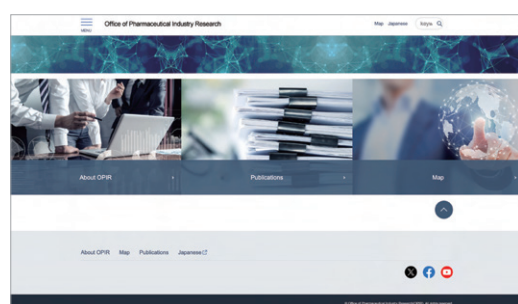 MENU
Office of Pharmaceutical Industry Research
Map Japanese
About OPIR
Publications
Map
About OPIR Map Publications Japanese